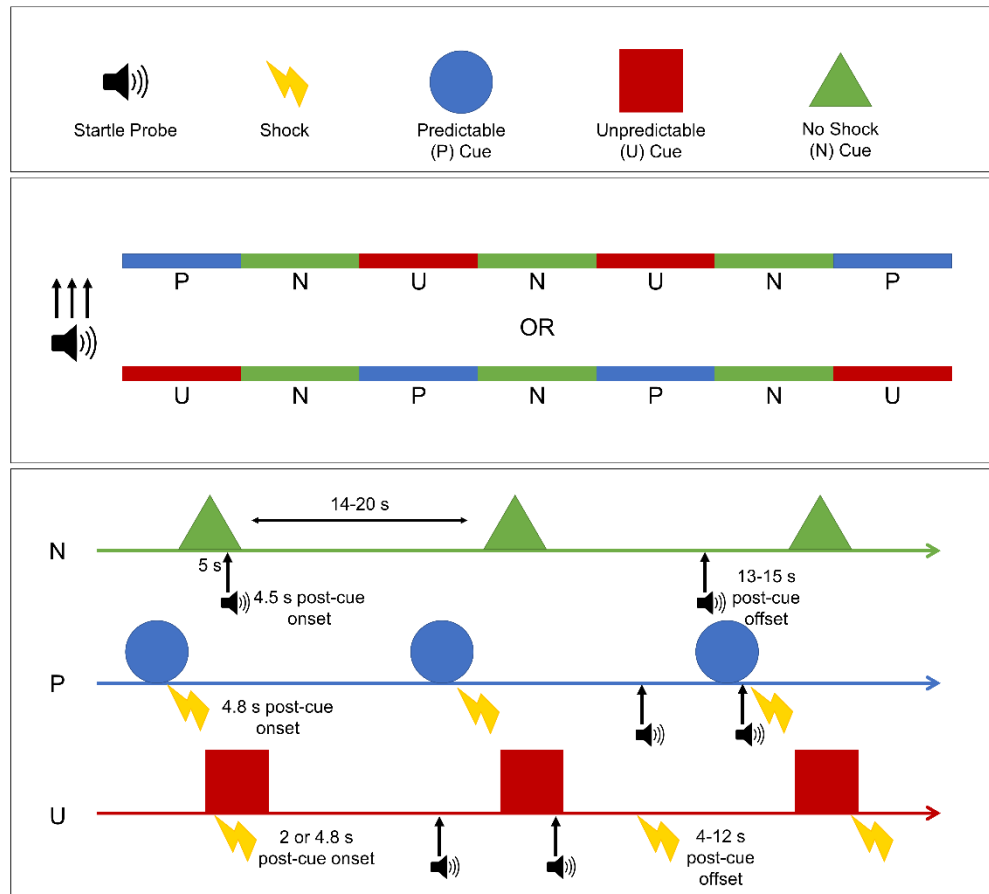 Startle Probe
Shock
Predictable
(P) Cue
Unpredictable
(U) Cue
No Shock
(N) Cue
P N U N U N P
OR
U N P N P N U
14-20 s
N
5 s
4.5 s post-cue
onset
13-15 s
post-cue
offset
P
4.8 s post-cue
onset
U
2 or 4.8 s
post-cue onset
4-12 s
post-cue
offset